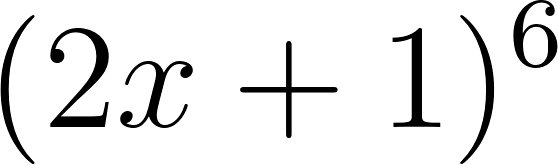 (2x + 1)⁶